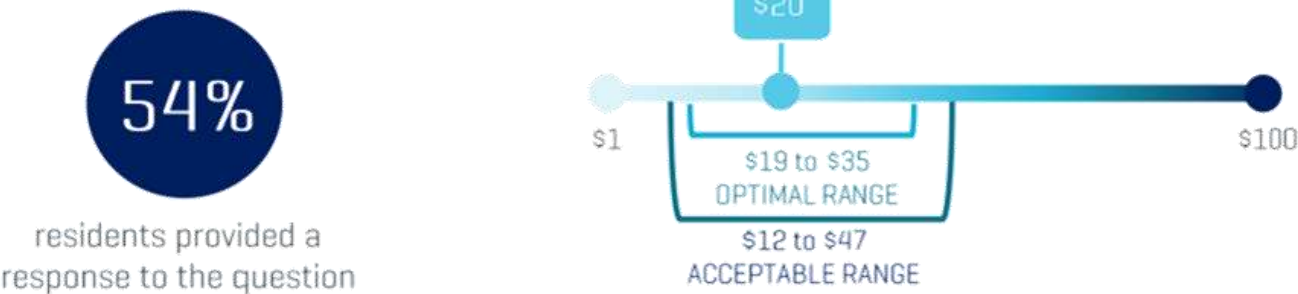 $20
54%
$1
$100
$19 to $35
OPTIMAL RANGE
residents provided a
response to the question
$12 to $47
ACCEPTABLE RANGE